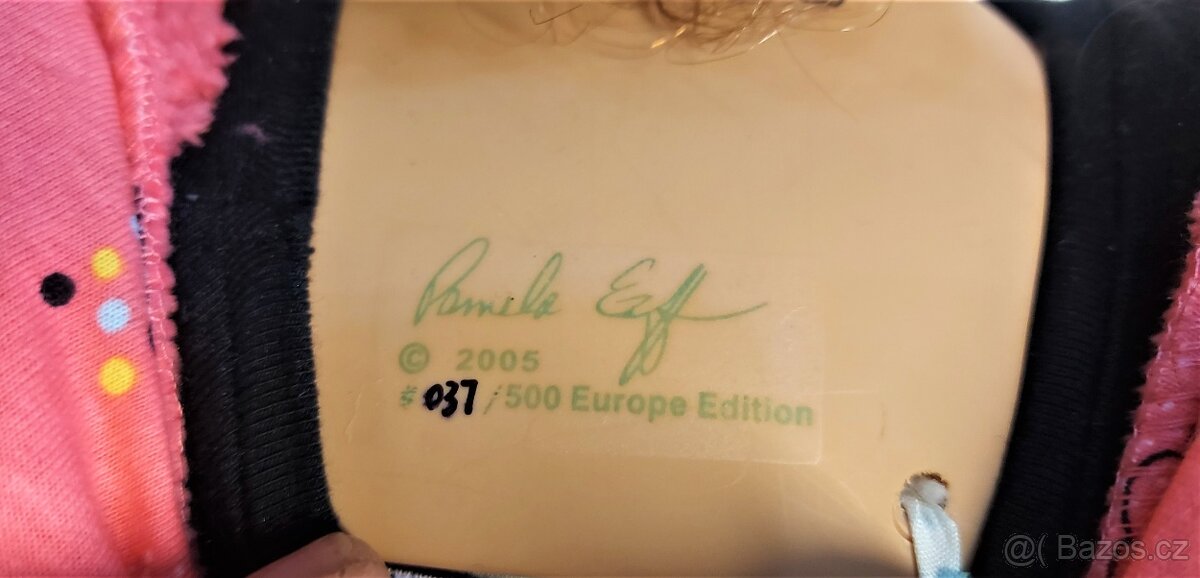 Pamela Erff
© 2005
# 037 / 500 Europe Edition
@( Bazos.cz